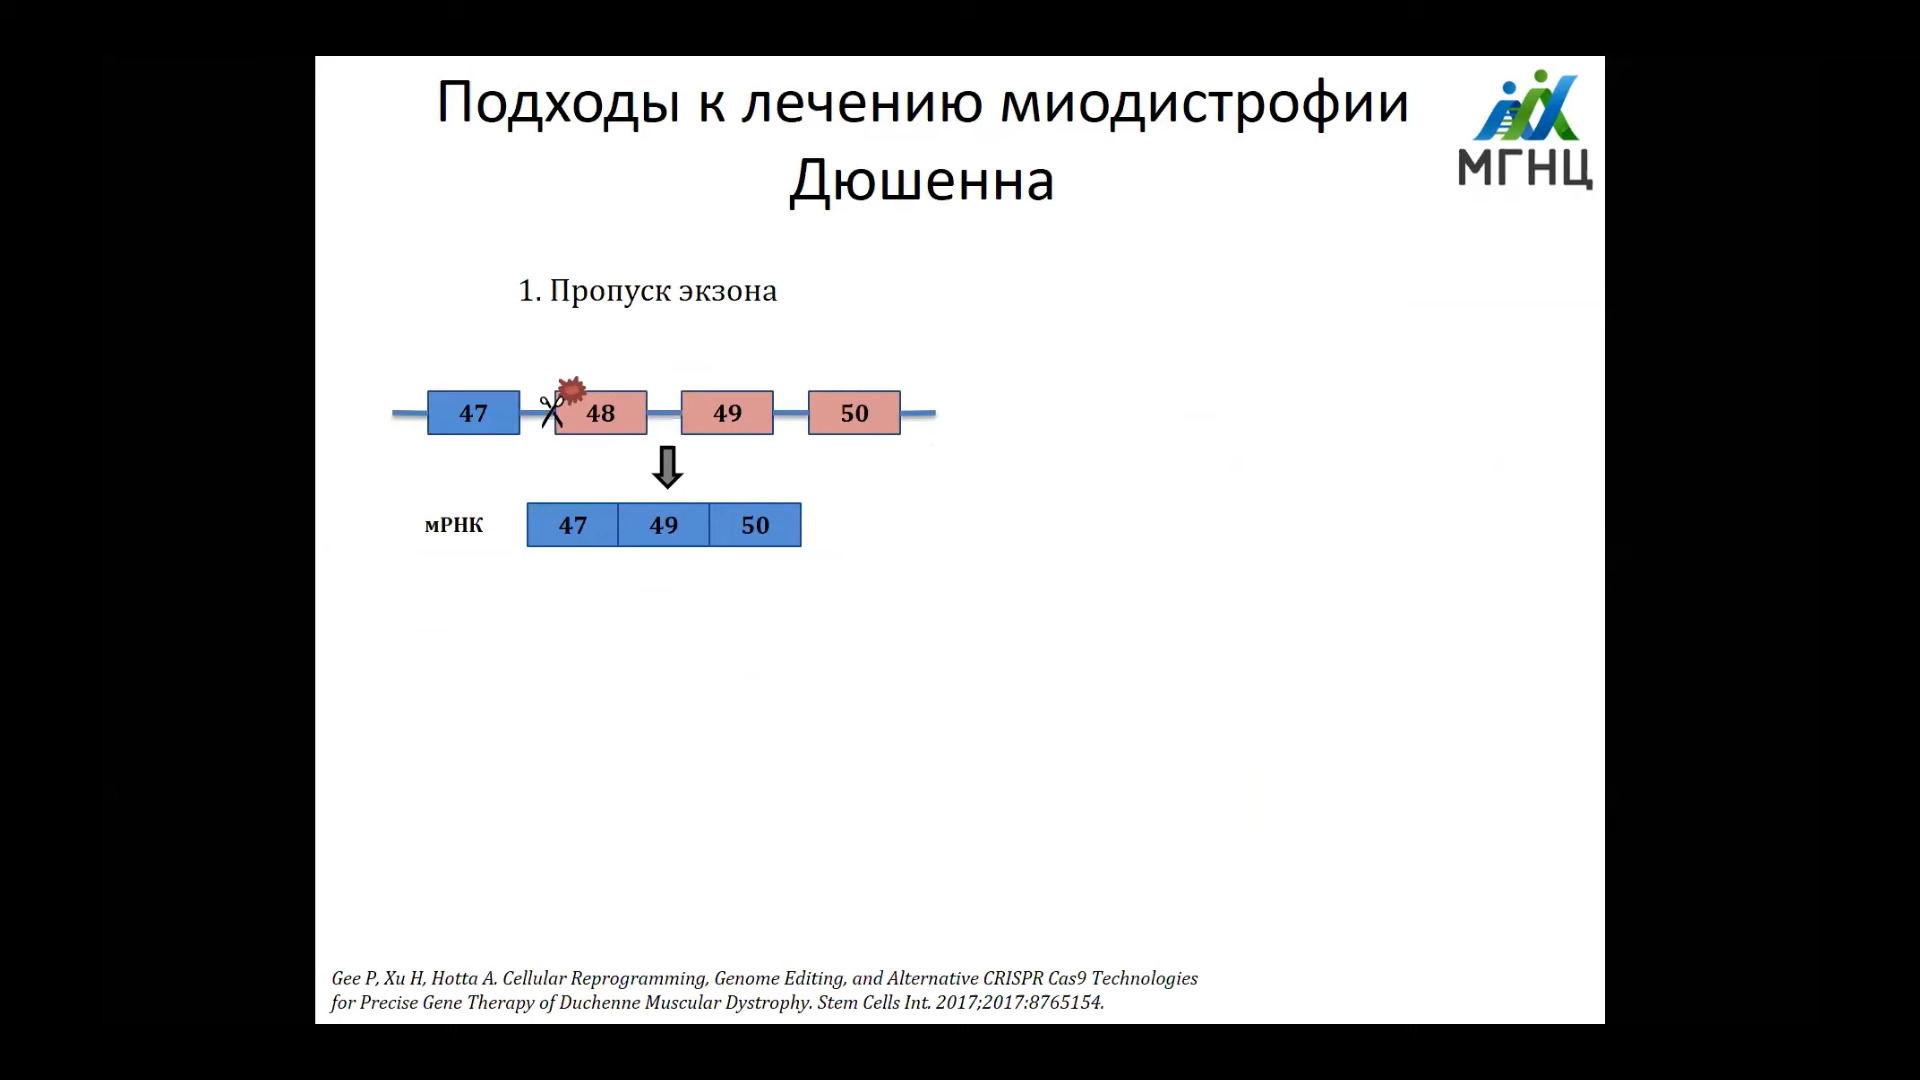 Подходы к лечению миодистрофии
Дюшенна
МГНЦ
1. Пропуск экзона
47 48 49 50
мРНК 47 49 50
Gee P, Xu H, Hotta A. Cellular Reprogramming, Genome Editing, and Alternative CRISPR Cas9 Technologies
for Precise Gene Therapy of Duchenne Muscular Dystrophy. Stem Cells Int. 2017;2017:8765154.